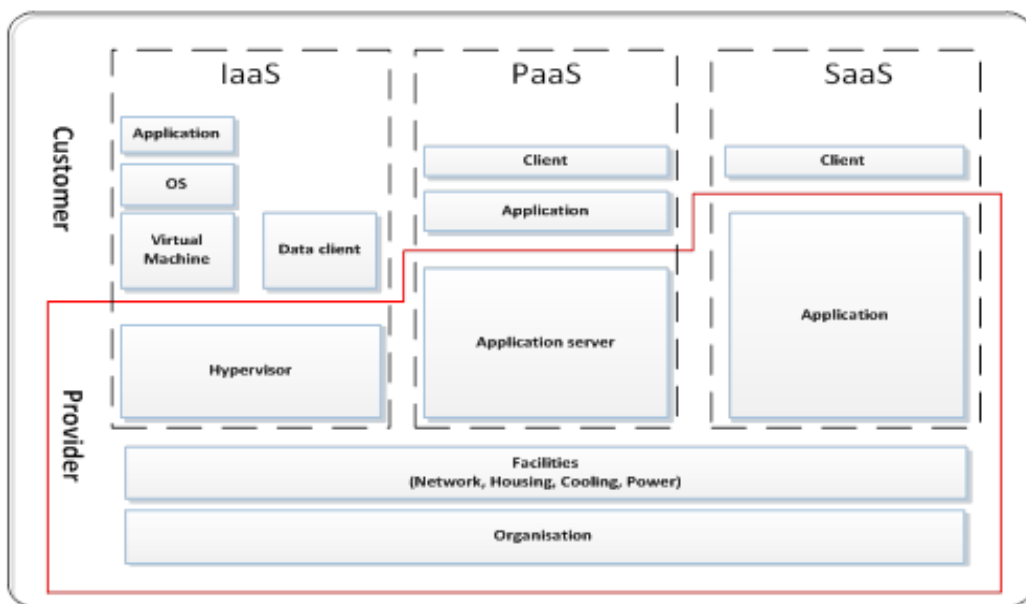 Customer
Provider
IaaS
Application
OS
Virtual
Machine
Data client
Hypervisor
PaaS
Client
Application
Application server
SaaS
Client
Application
Facilities
(Network, Housing, Cooling, Power)
Organisation